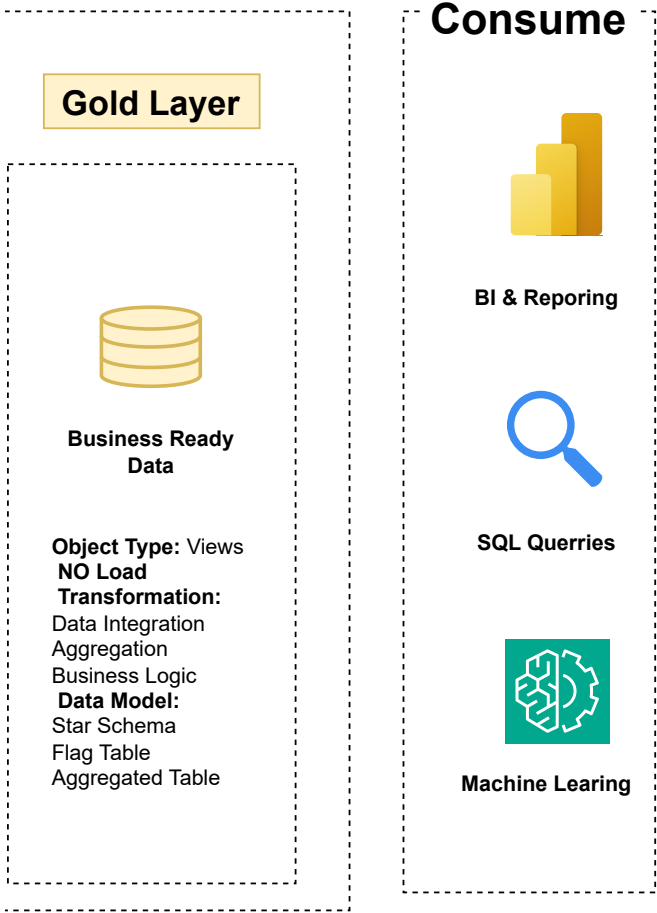 Gold Layer
Business Ready
Data
Object Type: Views
NO Load
Transformation:
Data Integration
Aggregation
Business Logic
Data Model:
Star Schema
Flag Table
Aggregated Table
Consume
BI & Reporing
SQL Querries
Machine Learing